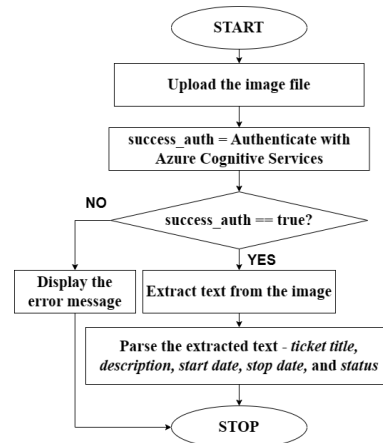 START
Upload the image file
success_auth = Authenticate with
Azure Cognitive Services
success_auth == true?
NO
YES
Display the
error message
Extract text from the image
Parse the extracted text - ticket title,
description, start date, stop date, and status
STOP